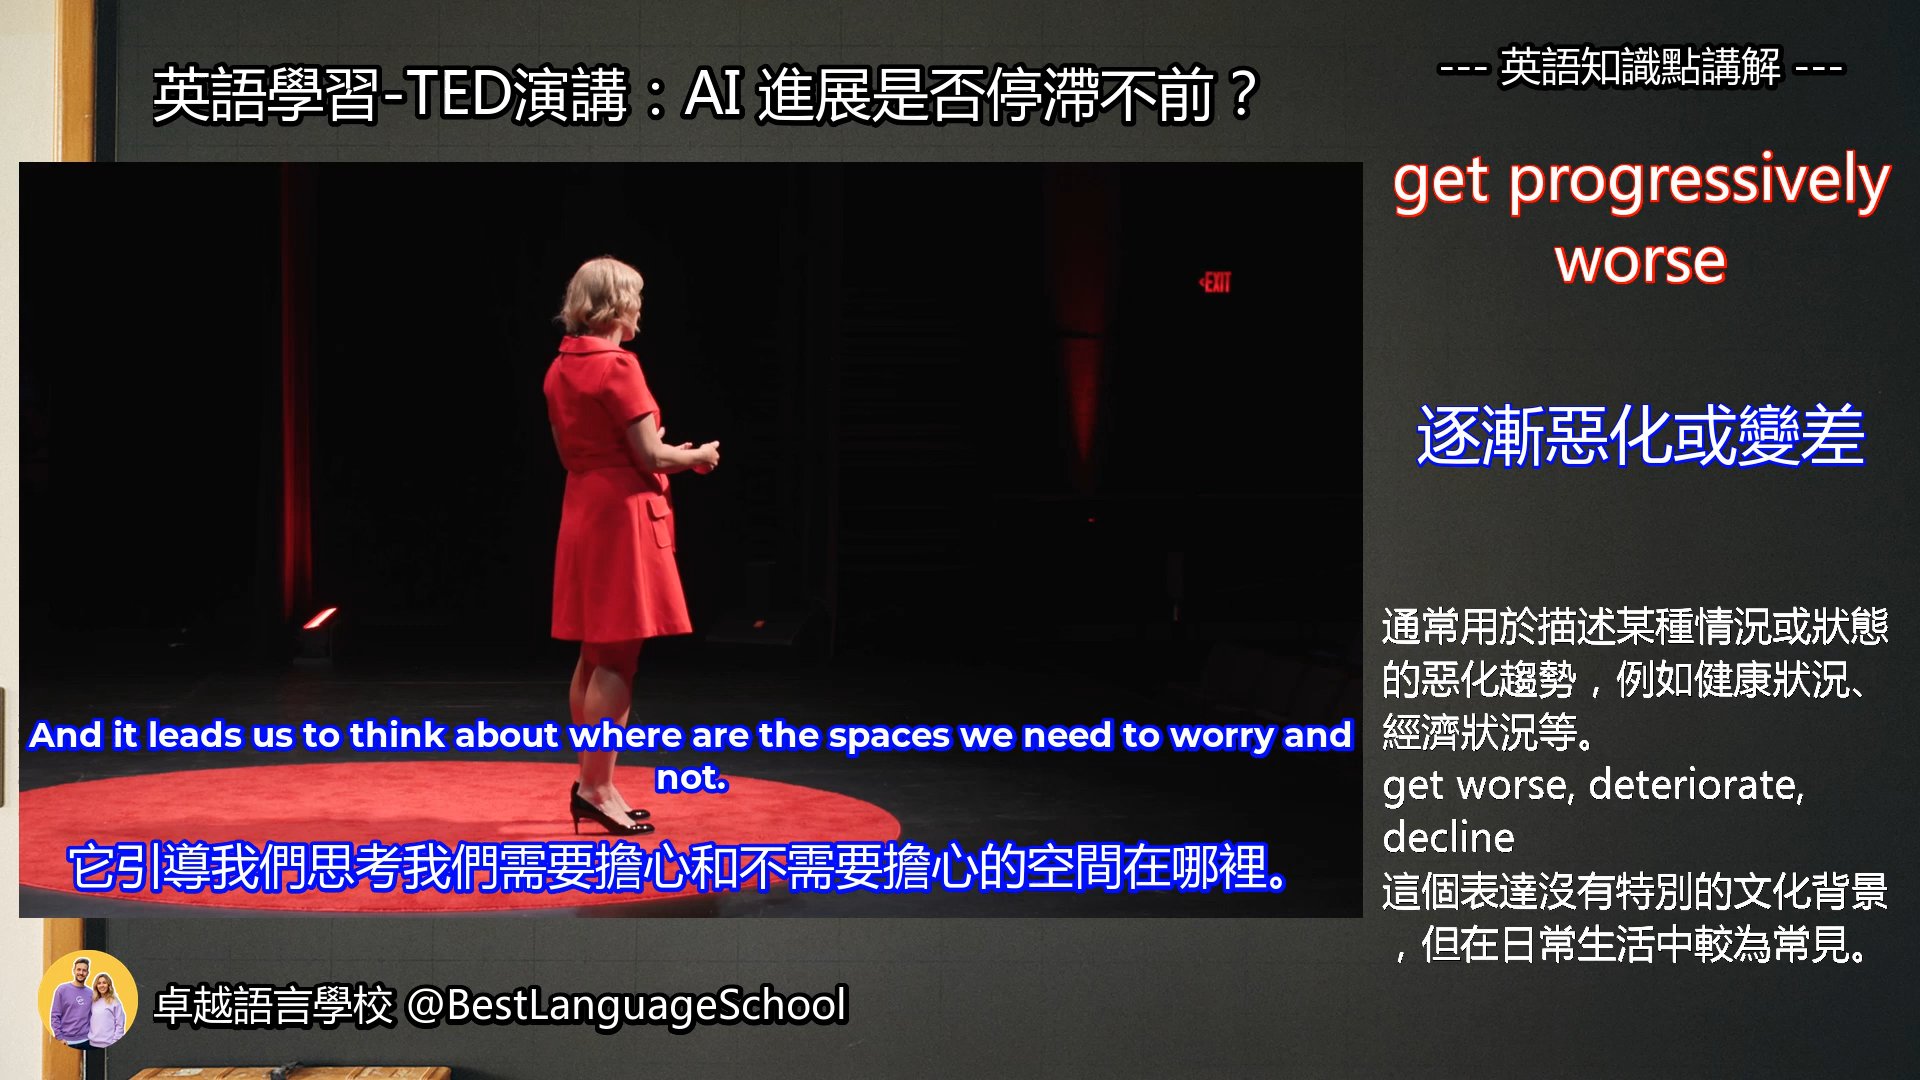 英語學習-TED演講：AI 進展是否停滯不前？
EXIT
And it leads us to think about where are the spaces we need to worry and
not.
它引導我們思考我們需要擔心和不需要擔心的空間在哪裡。
卓越語言學校 @BestLanguageSchool
--- 英語知識點講解 ---
get progressively
worse
逐漸惡化或變差
通常用於描述某種情況或狀態
的惡化趨勢，例如健康狀況、
經濟狀況等。
get worse, deteriorate,
decline
這個表達沒有特別的文化背景
，但在日常生活中較為常見。